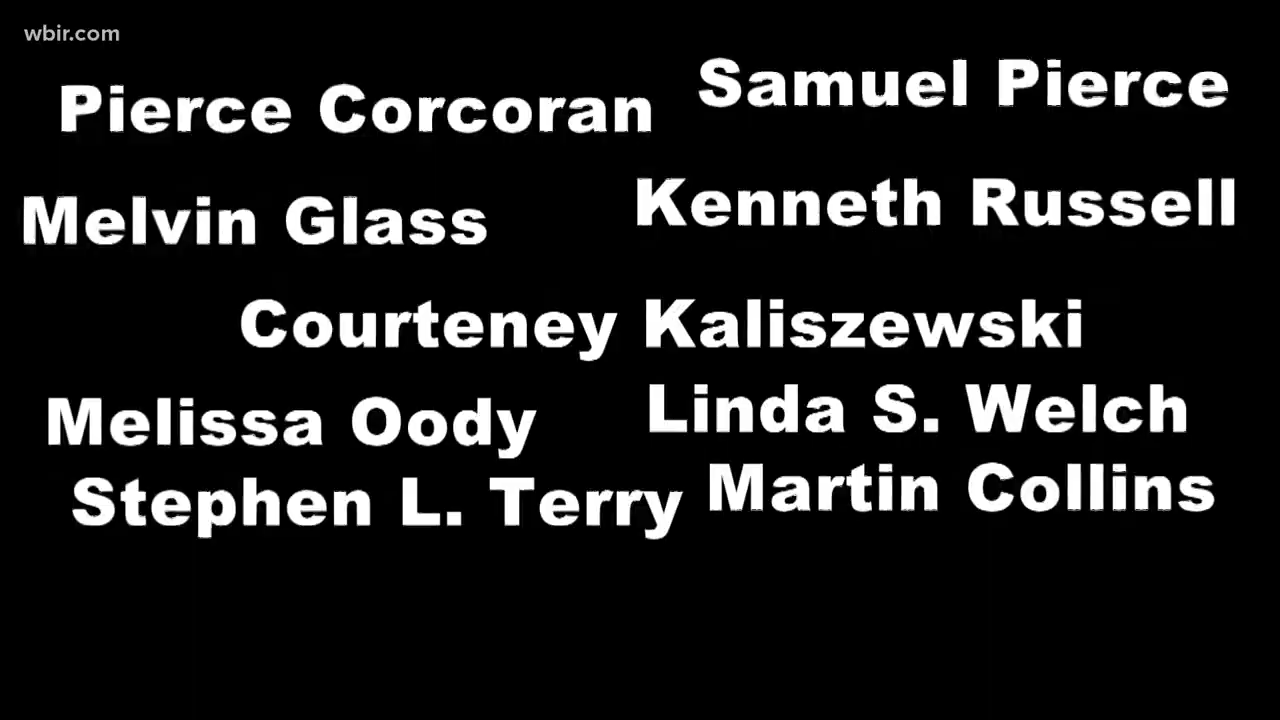 wbir.com
Pierce Corcoran
Samuel Pierce
Melvin Glass
Kenneth Russell
Courteney Kaliszewski
Melissa Oody
Linda S. Welch
Stephen L. Terry
Martin Collins